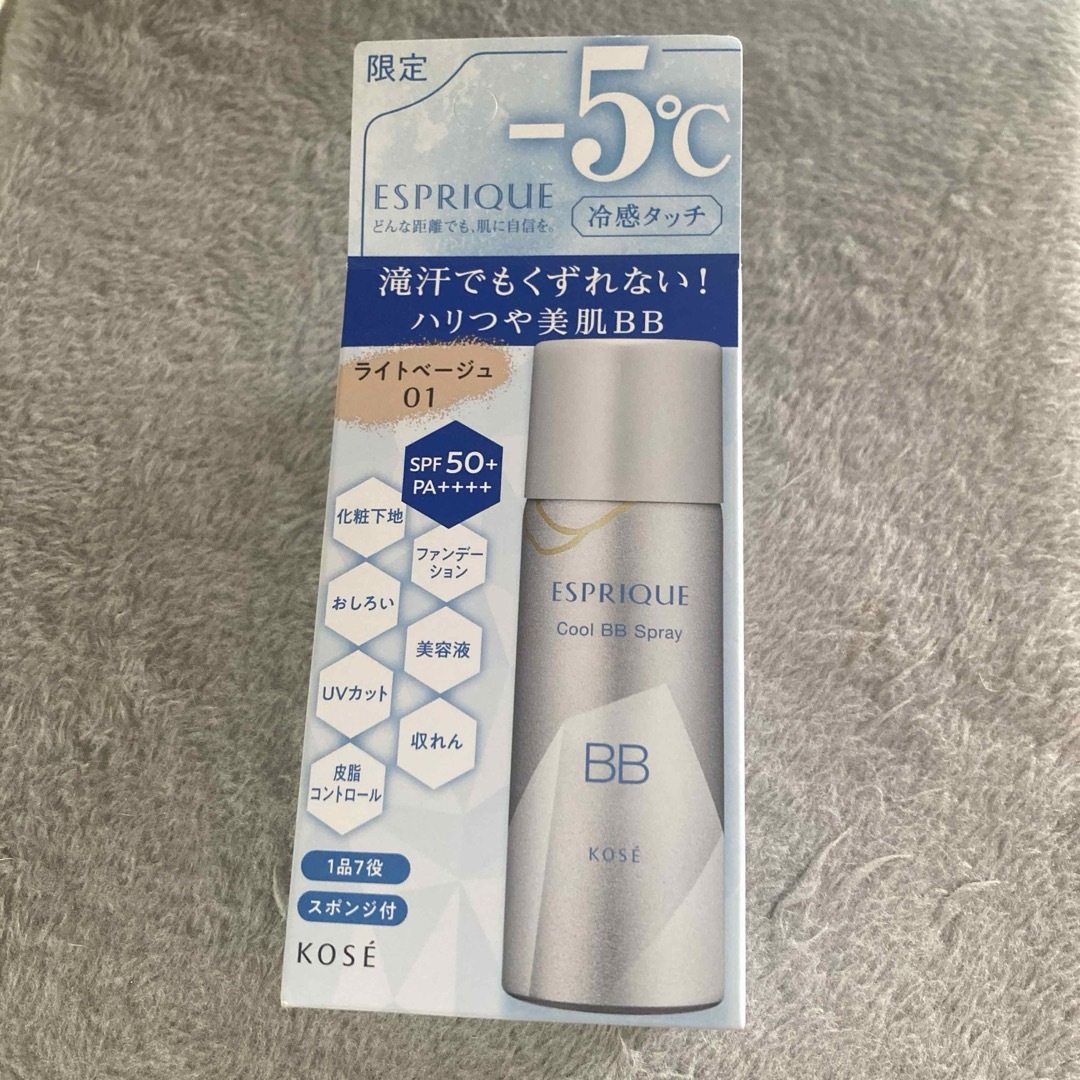 限定
-5℃
ESPRIQUE
どんな距離でも、肌に自信を。
冷感タッチ
滝汗でもくずれない!
ハリつや美肌BB
ライトベージュ
01
SPF 50+
PA++++
化粧下地
ファンデー
ション
おしろい
美容液
UVカット
収れん
皮脂
コントロール
1品7役
スポンジ付
KOSÉ
ESPRIQUE
Cool BB Spray
BB
KOSÉ